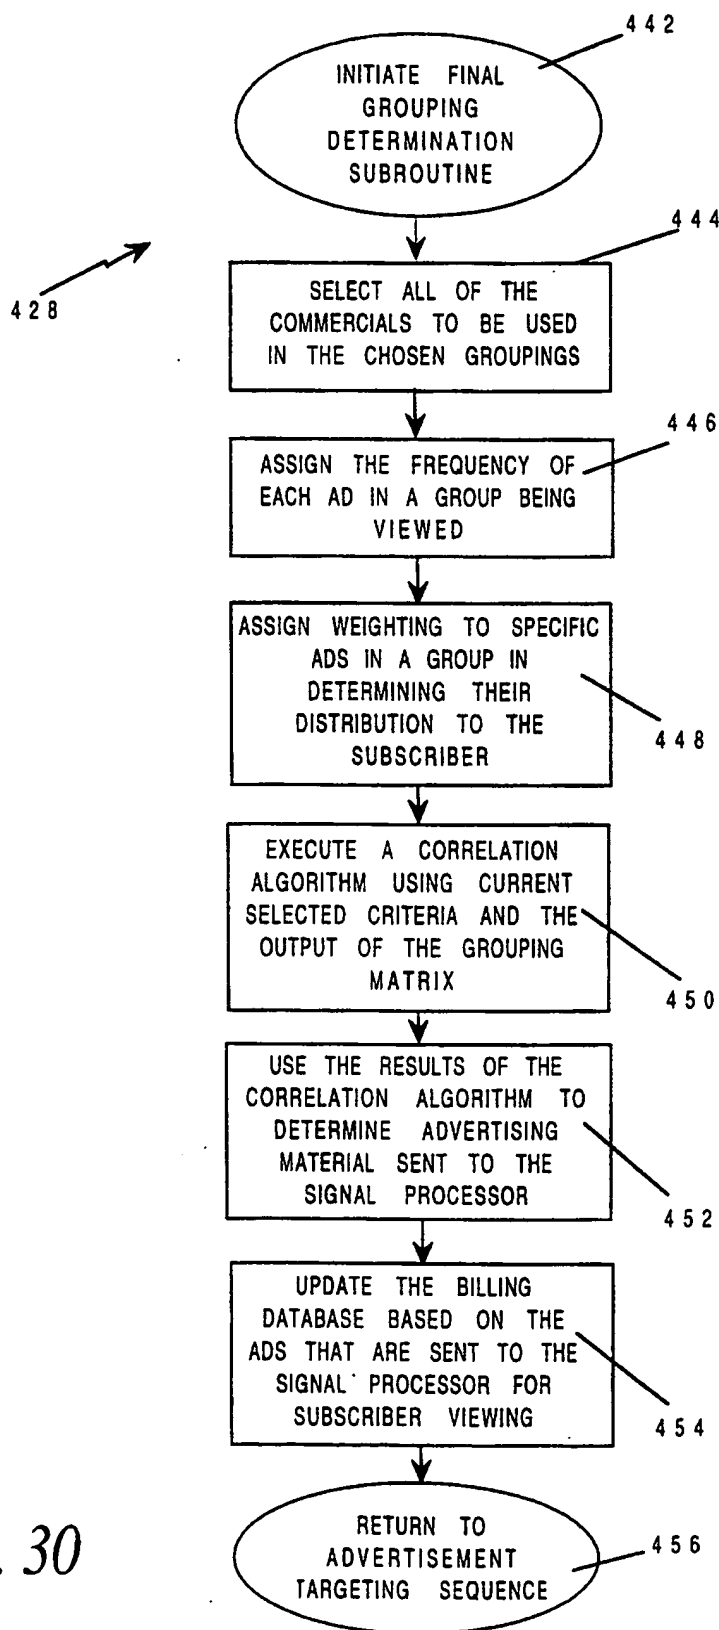 442
INITIATE FINAL
GROUPING
DETERMINATION
SUBROUTINE
428
444
SELECT ALL OF THE
COMMERCIALS TO BE USED
IN THE CHOSEN GROUPINGS
446
ASSIGN THE FREQUENCY OF
EACH AD IN A GROUP BEING
VIEWED
ASSIGN WEIGHTING TO SPECIFIC
ADS IN A GROUP IN
DETERMINING THEIR
DISTRIBUTION TO THE
SUBSCRIBER
448
EXECUTE A CORRELATION
ALGORITHM USING CURRENT
SELECTED CRITERIA AND THE
OUTPUT OF THE GROUPING
MATRIX
450
USE THE RESULTS OF THE
CORRELATION ALGORITHM TO
DETERMINE ADVERTISING
MATERIAL SENT TO THE
SIGNAL PROCESSOR
452
UPDATE THE BILLING
DATABASE BASED ON THE
ADS THAT ARE SENT TO THE
SIGNAL PROCESSOR FOR
SUBSCRIBER VIEWING
454
RETURN TO
ADVERTISEMENT
TARGETING SEQUENCE
456
. 30